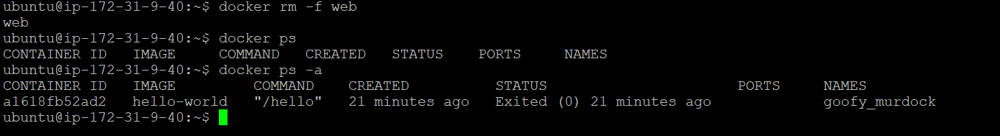 ubuntu@ip-172-31-9-40:~$ docker rm -f web
web
ubuntu@ip-172-31-9-40:~$ docker ps
CONTAINER ID   IMAGE     COMMAND   CREATED   STATUS    PORTS     NAMES
ubuntu@ip-172-31-9-40:~$ docker ps -a
CONTAINER ID   IMAGE         COMMAND    CREATED          STATUS                      PORTS     NAMES
a1618fb52ad2   hello-world   "/hello"   21 minutes ago   Exited (0) 21 minutes ago             goofy_murdock
ubuntu@ip-172-31-9-40:~$